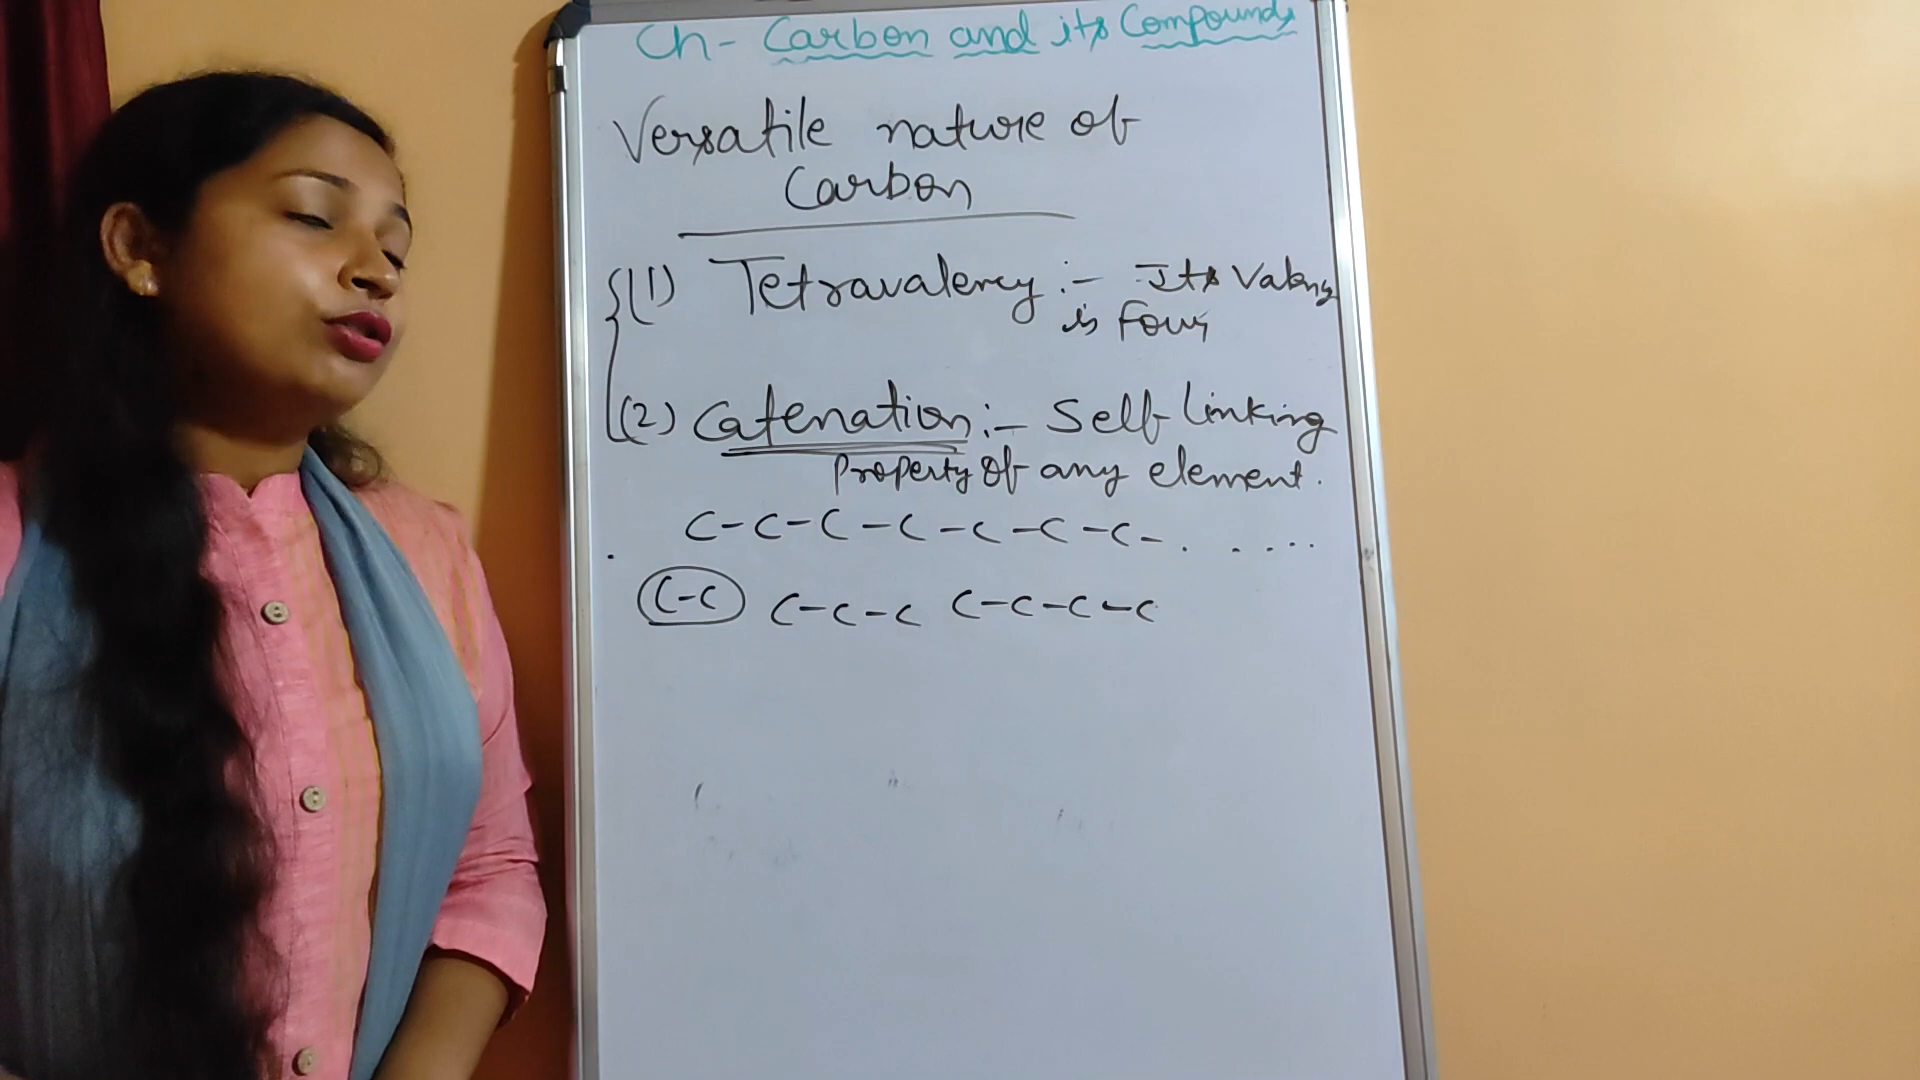 Ch- Carbon and its Compounds
Versatile nature of
Carbon
(1) Tetravalency :- Its Valency
is Four
(2) Catenation :- Self linking
Property of any element.
C-C-C-C-C-C-C-. ....
C-C C-C-C C-C-C-C